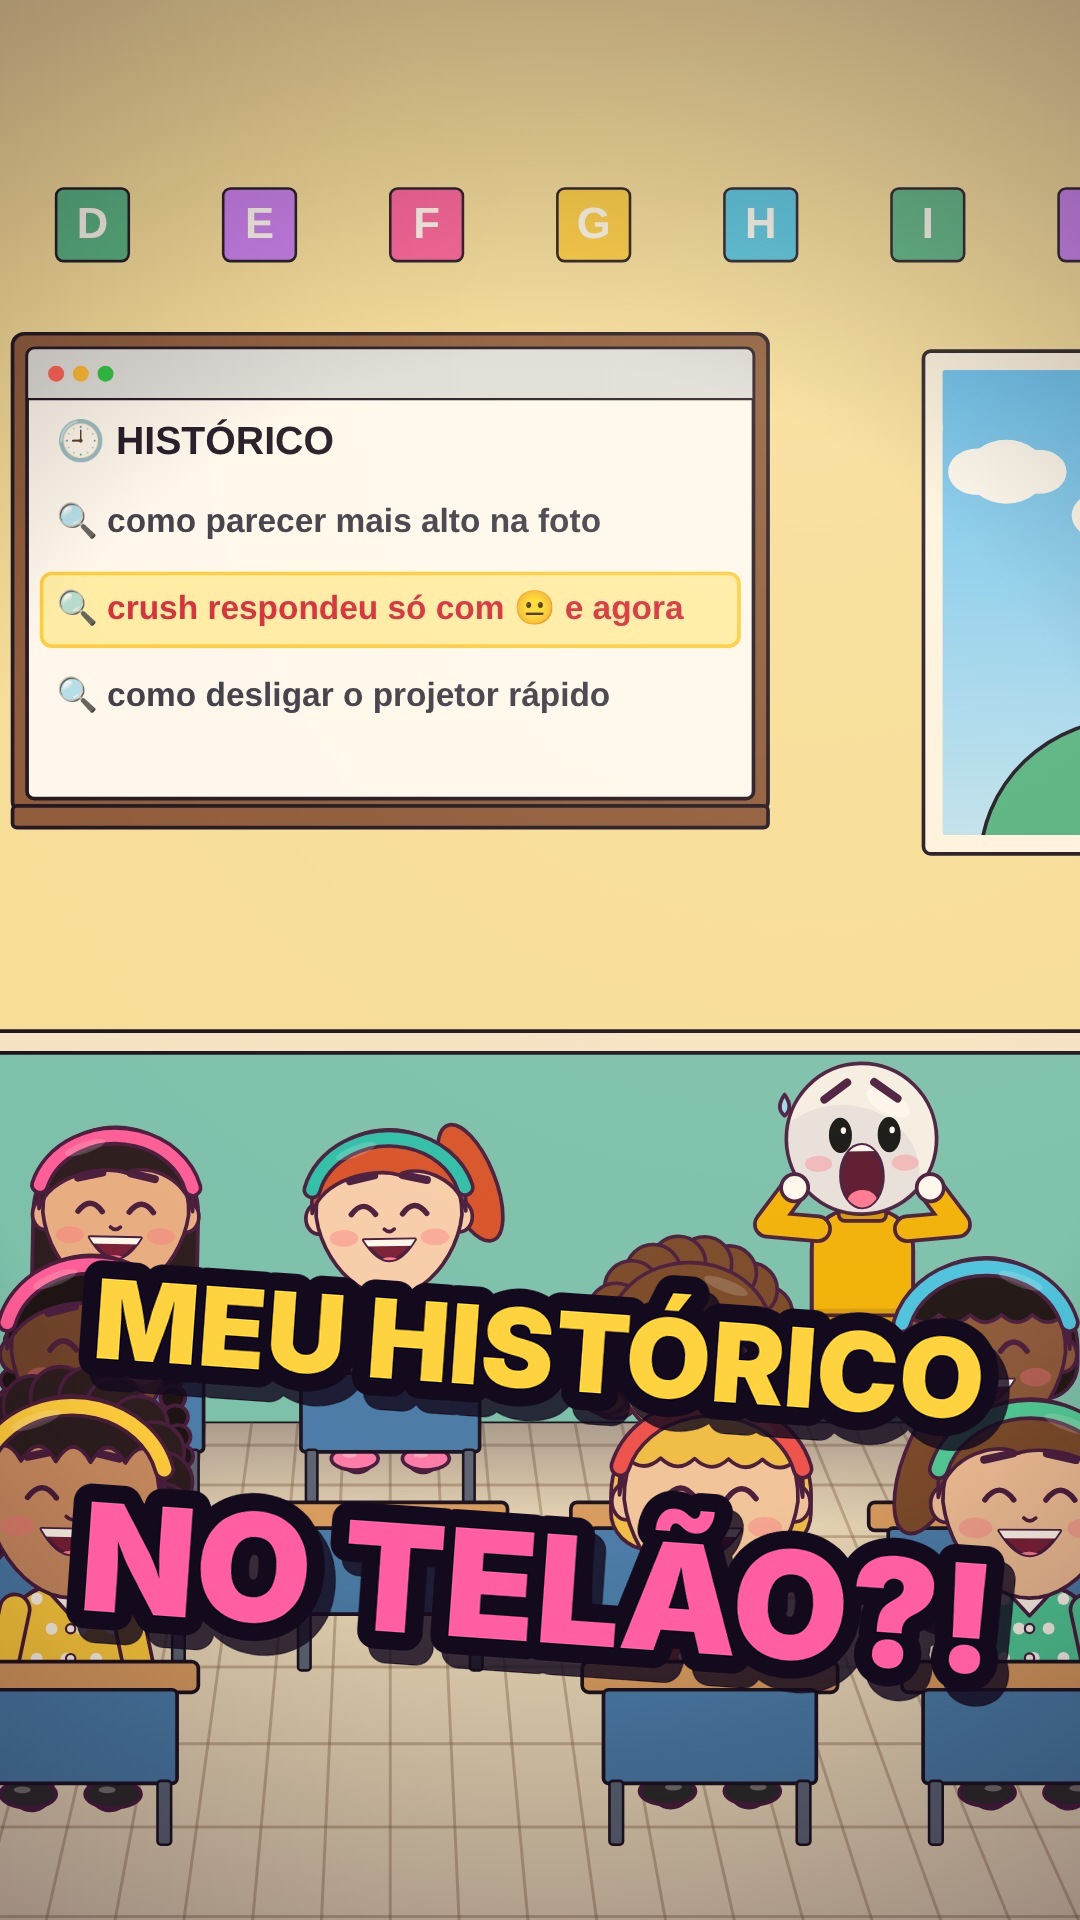 D E F G H I
🕘 HISTÓRICO
🔍 como parecer mais alto na foto
🔍 crush respondeu só com 😐 e agora
🔍 como desligar o projetor rápido
MEU HISTÓRICO
NO TELÃO?!